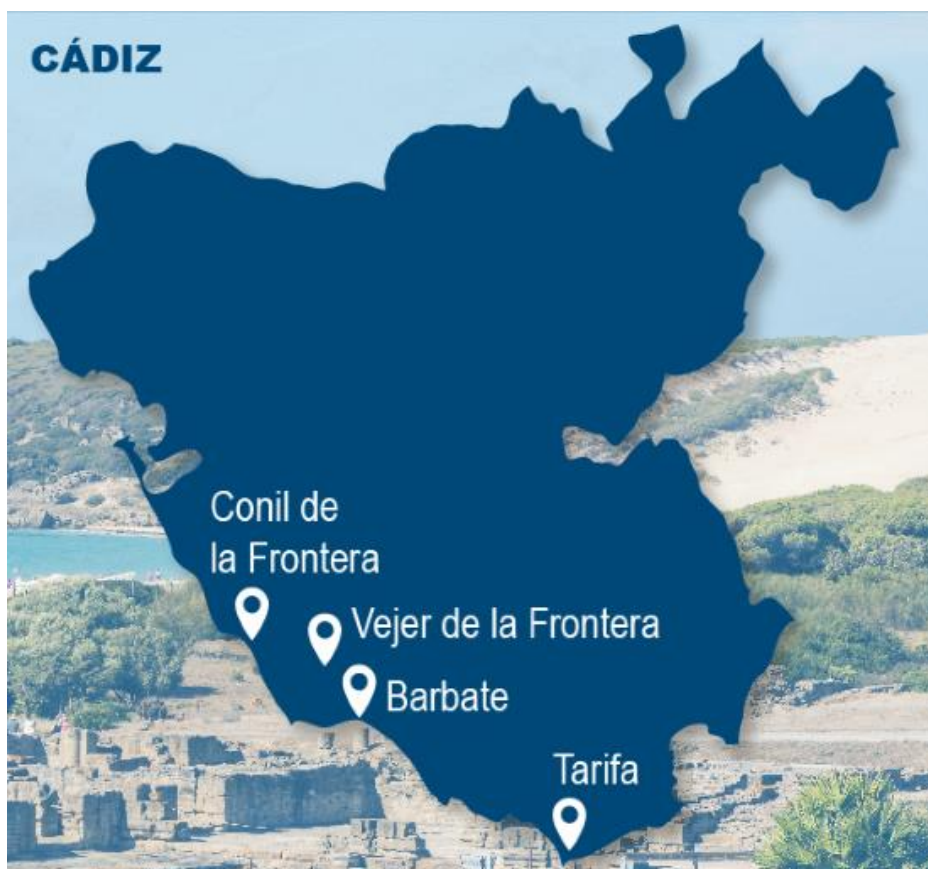 CÁDIZ
Conil de
la Frontera
Vejer de la Frontera
Barbate
Tarifa